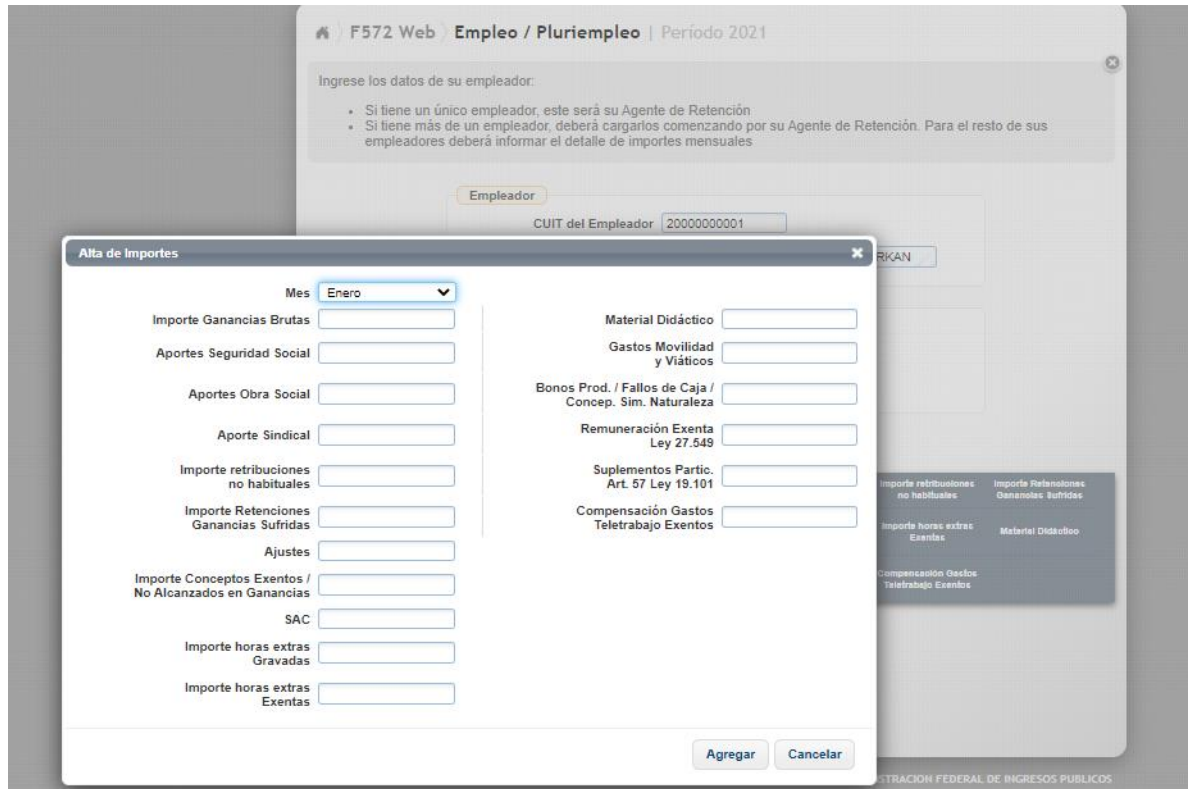 F572 Web Empleo / Pluriempleo | Período 2021
Ingrese los datos de su empleador:
• Si tiene un único empleador, este será su Agente de Retención
• Si tiene más de un empleador, deberá cargarlos comenzando por su Agente de Retención. Para el resto de sus
empleadores deberá informar el detalle de importes mensuales
Empleador
CUIT del Empleador 20000000001
RKAN
Alta de Importes
Mes Enero
Importe Ganancias Brutas
Aportes Seguridad Social
Aportes Obra Social
Aporte Sindical
Importe retribuciones
no habituales
Importe Retenciones
Ganancias Sufridas
Ajustes
Importe Conceptos Exentos /
No Alcanzados en Ganancias
SAC
Importe horas extras
Gravadas
Importe horas extras
Exentas
Material Didáctico
Gastos Movilidad
y Viáticos
Bonos Prod. / Fallos de Caja /
Concep. Sim. Naturaleza
Remuneración Exenta
Ley 27.549
Suplementos Partic.
Art. 57 Ley 19.101
Compensación Gastos
Teletrabajo Exentos
Agregar Cancelar
Importe retribuciones
no habituales
Importe Retenciones
Ganancias Sufridas
Importe horas extras
Exentas
Material Didáctico
Compensación Gastos
Teletrabajo Exentos
STRACION FEDERAL DE INGRESOS PUBLICOS